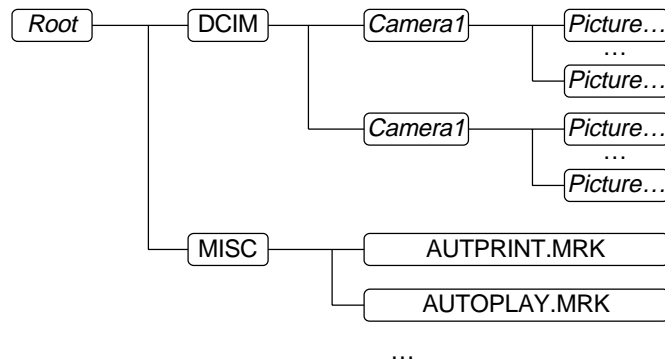 Root DCIM Camera1 Picture…
…
Picture…
Camera1 Picture…
…
Picture…
MISC AUTPRINT.MRK
AUTOPLAY.MRK
…